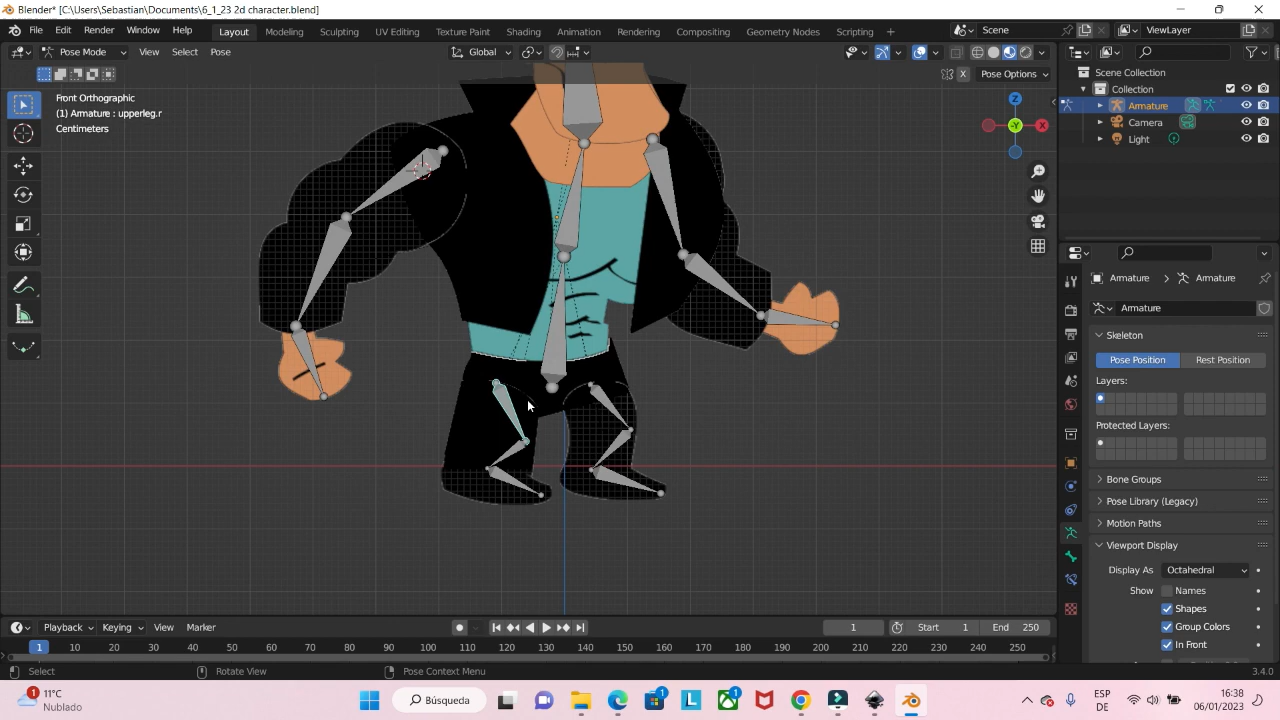 Blender* [C:\Users\Sebastian\Documents\6_1_23 2d character.blend]
File Edit Render Window Help Layout Modeling Sculpting UV Editing Texture Paint Shading Animation Rendering Compositing Geometry Nodes Scripting + Scene ViewLayer
Pose Mode View Select Pose Global
X Pose Options
Front Orthographic
(1) Armature : upperleg.r
Centimeters
Z
-Y
X
Scene Collection
Collection
Armature
Camera
Light
Armature > Armature
Armature
Skeleton
Pose Position Rest Position
Layers:
Protected Layers:
Bone Groups
Pose Library (Legacy)
Motion Paths
Viewport Display
Display As Octahedral
Show Names
Shapes
Group Colors
In Front
Playback Keying View Marker 1 Start 1 End 250
1 10 20 30 40 50 60 70 80 90 100 110 120 130 140 150 160 170 180 190 200 210 220 230 240 250
Select Rotate View Pose Context Menu 3.4.0
1 11°C
Nublado
Búsqueda
1
1
ESP
DE
16:38
06/01/2023